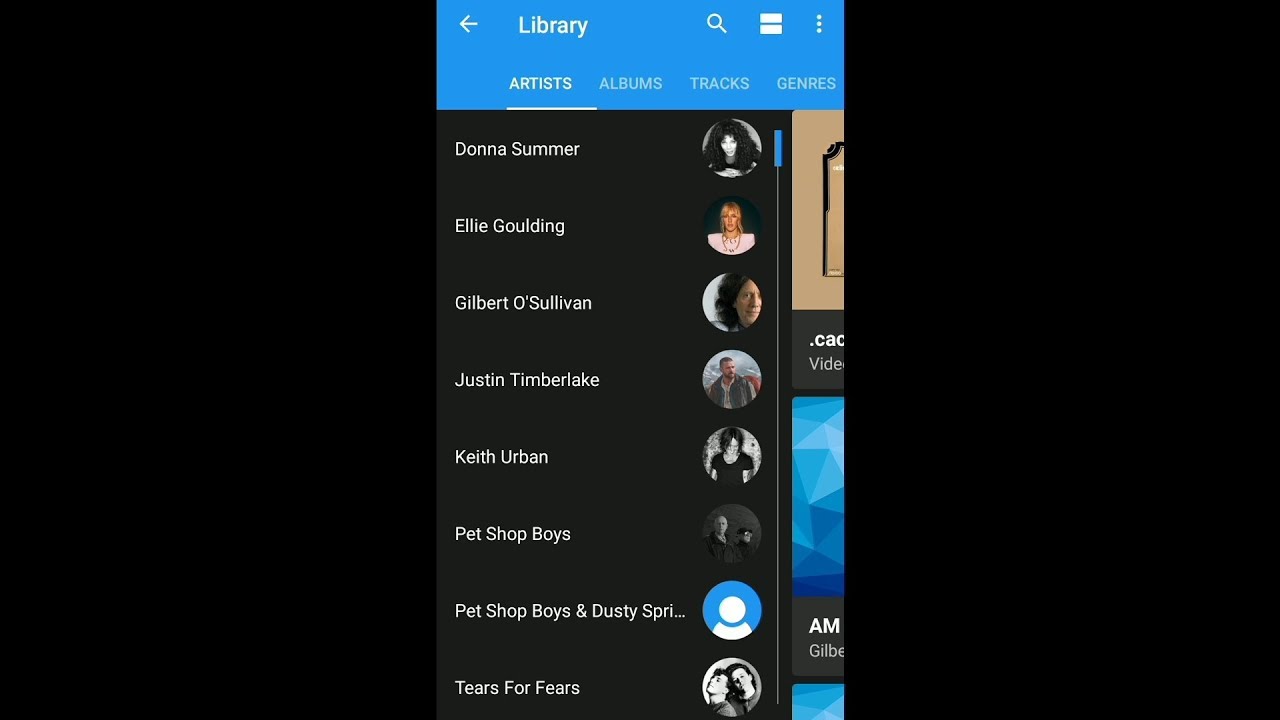 Library
ARTISTS ALBUMS TRACKS GENRES
Donna Summer
Ellie Goulding
Gilbert O'Sullivan
Justin Timberlake
Keith Urban
Pet Shop Boys
Pet Shop Boys & Dusty Spri...
Tears For Fears
.cac
Vide
AM
Gilbe